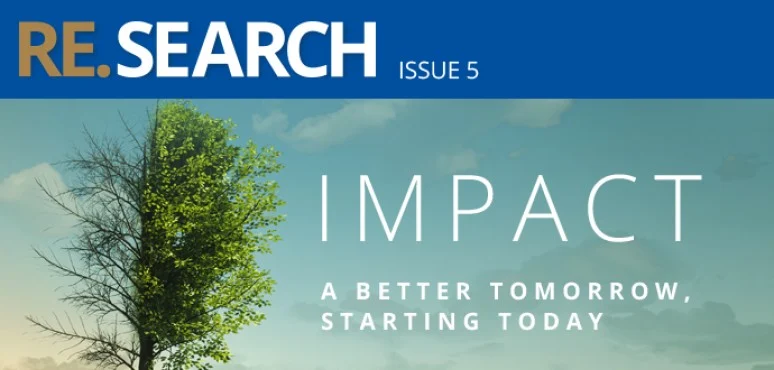 RE.SEARCH ISSUE 5
IMPACT
A BETTER TOMORROW,
STARTING TODAY